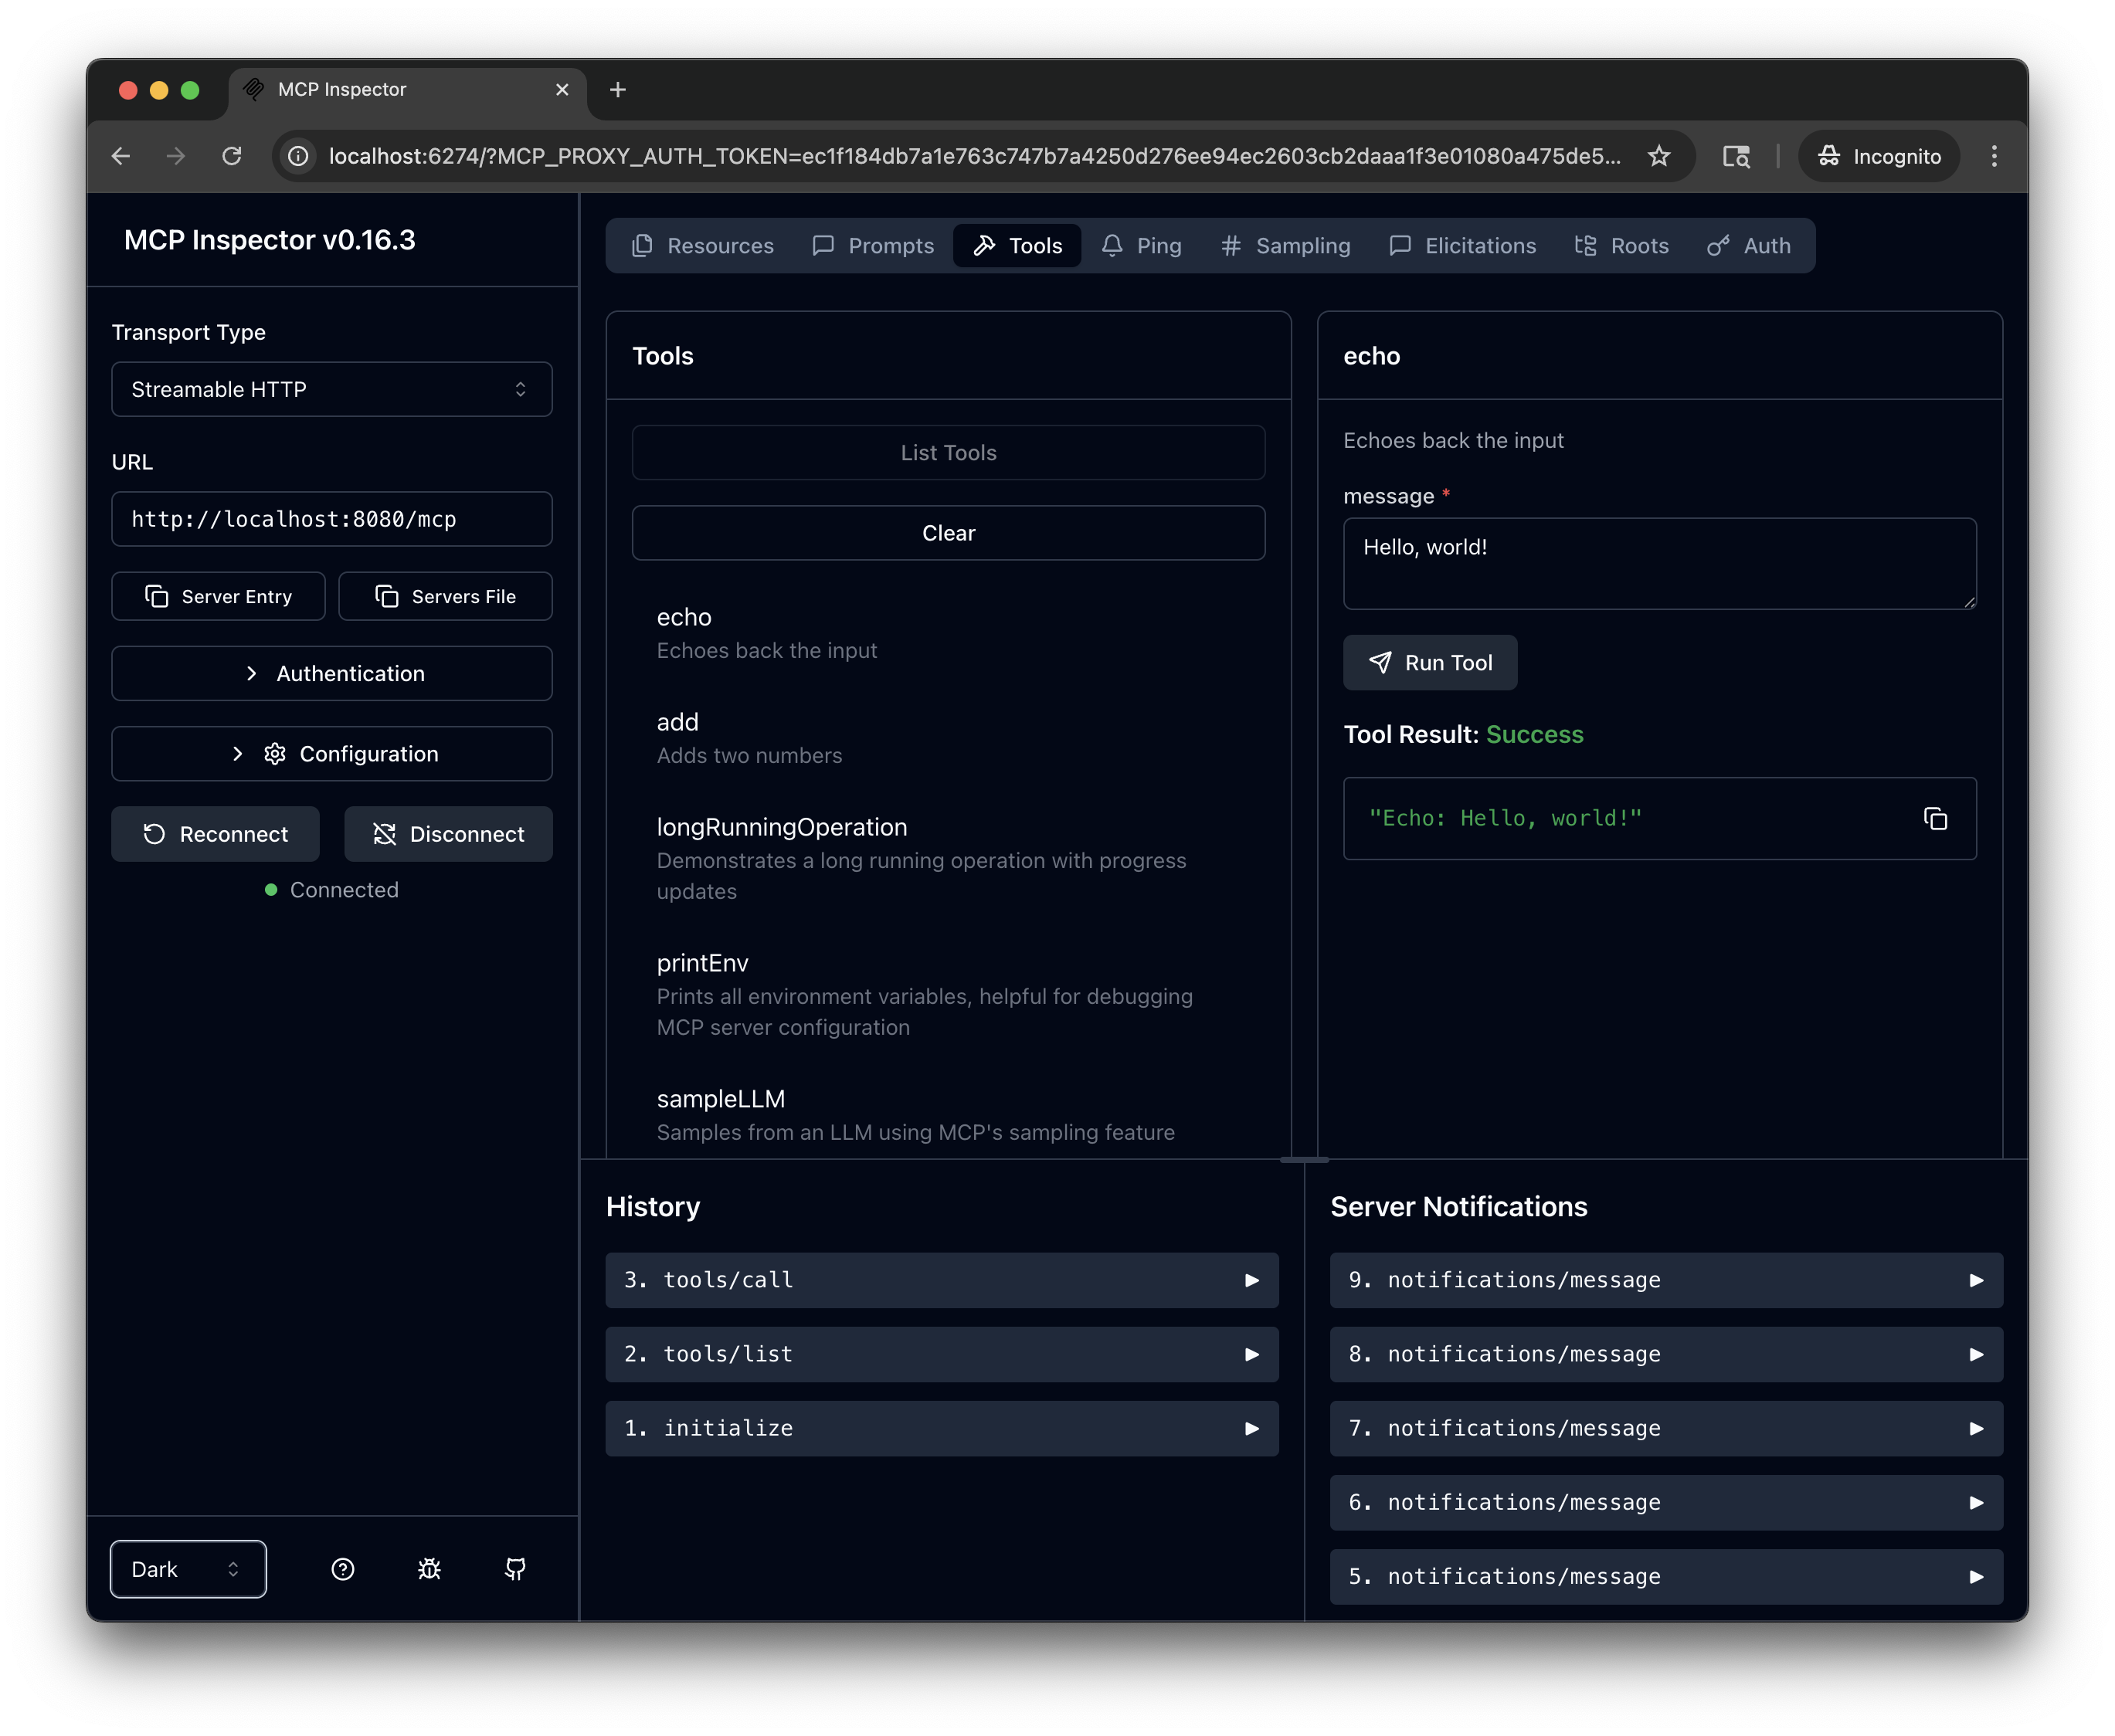 MCP Inspector
localhost:6274/?MCP_PROXY_AUTH_TOKEN=ec1f184db7a1e763c747b7a4250d276ee94ec2603cb2daaa1f3e01080a475de5...
Incognito
MCP Inspector v0.16.3
Transport Type
Streamable HTTP
URL
http://localhost:8080/mcp
Server Entry
Servers File
Authentication
Configuration
Reconnect
Disconnect
Connected
Dark
Resources
Prompts
Tools
Ping
Sampling
Elicitations
Roots
Auth
Tools
List Tools
Clear
echo
Echoes back the input
add
Adds two numbers
longRunningOperation
Demonstrates a long running operation with progress
updates
printEnv
Prints all environment variables, helpful for debugging
MCP server configuration
sampleLLM
Samples from an LLM using MCP's sampling feature
echo
Echoes back the input
message *
Hello, world!
Run Tool
Tool Result: Success
"Echo: Hello, world!"
History
3. tools/call
2. tools/list
1. initialize
Server Notifications
9. notifications/message
8. notifications/message
7. notifications/message
6. notifications/message
5. notifications/message